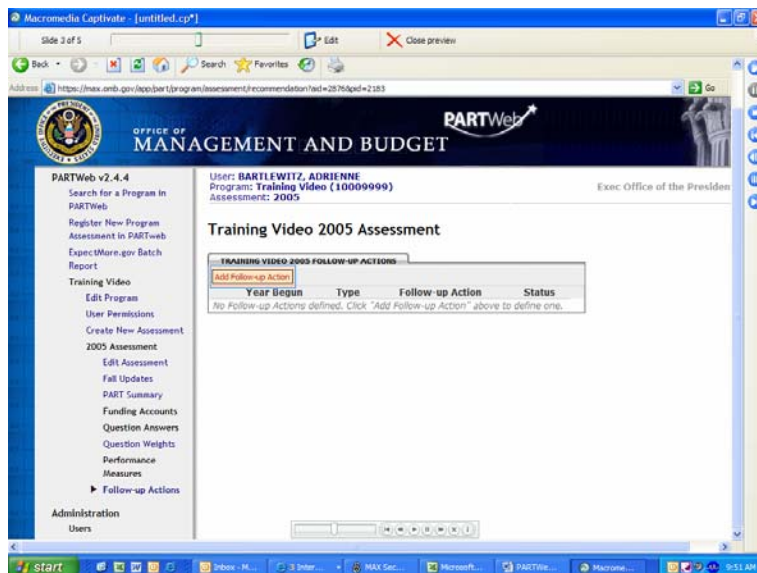 Macromedia Captivate - [untitled.cp*]
Slide 3 of 5 Edit Close preview
Back Search Favorites
Address https://max.omb.gov/app/part/program/assessment/recommendation?aid=2876&pid=2183 Go
OFFICE OF
MANAGEMENT AND BUDGET
PARTWeb
PARTWeb v2.4.4
Search for a Program in
PARTWeb
Register New Program
Assessment in PARTweb
ExpectMore.gov Batch
Report
Training Video
Edit Program
User Permissions
Create New Assessment
2005 Assessment
Edit Assessment
Fall Updates
PART Summary
Funding Accounts
Question Answers
Question Weights
Performance
Measures
Follow-up Actions
Administration
Users
User: BARTLEWITZ, ADRIENNE
Program: Training Video (10009999)
Assessment: 2005
Exec Office of the Presiden
Training Video 2005 Assessment
TRAINING VIDEO 2005 FOLLOW-UP ACTIONS
Add Follow-up Action
Year Begun Type Follow-up Action Status
No Follow-up Actions defined. Click "Add Follow-up Action" above to define one.
start Inbox - M... 3 Inter... MAX Sec... Microsoft... PARTWe... Macrome... 9:51 AM